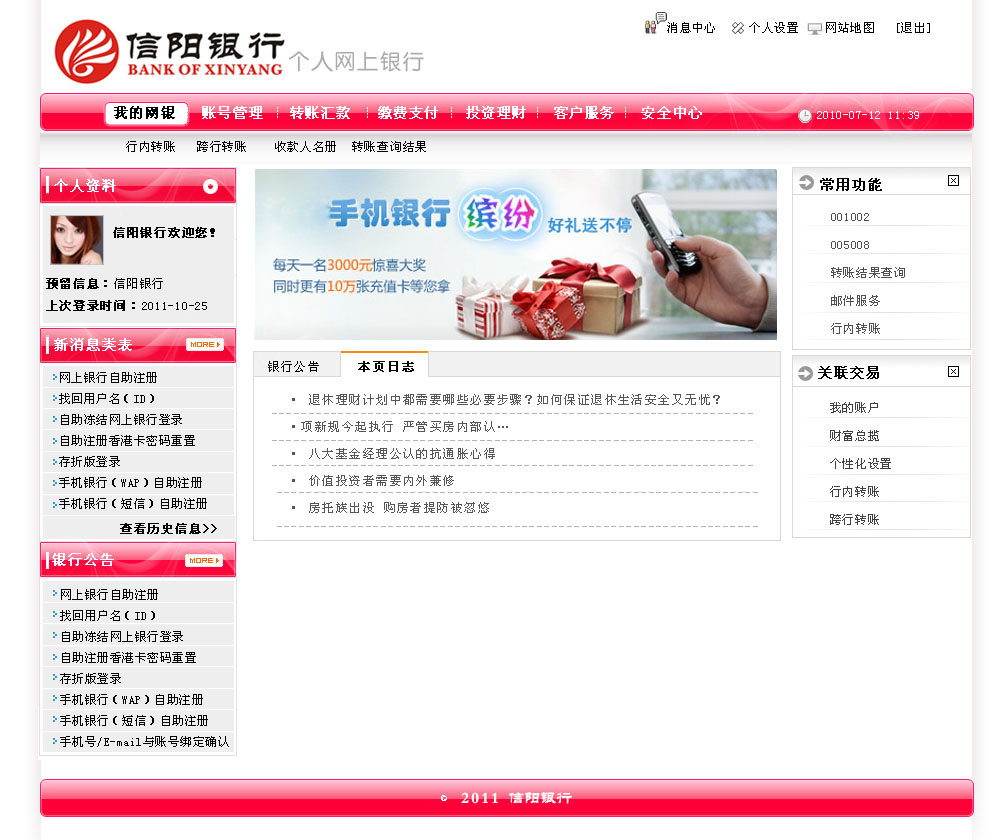 信阳银行
BANK OF XINYANG
个人网上银行
消息中心 个人设置 网站地图 [退出]
我的网银 账号管理 转账汇款 缴费支付 投资理财 客户服务 安全中心 2010-07-12 11:39
行内转账 跨行转账 收款人名册 转账查询结果
个人资料
信阳银行欢迎您!
预留信息：信阳银行
上次登录时间：2011-10-25
新消息类表 MORE
网上银行自助注册
找回用户名(ID)
自助冻结网上银行登录
自助注册香港卡密码重置
存折版登录
手机银行(WAP)自助注册
手机银行(短信)自助注册
查看历史信息>>
银行公告 MORE
网上银行自助注册
找回用户名(ID)
自助冻结网上银行登录
自助注册香港卡密码重置
存折版登录
手机银行(WAP)自助注册
手机银行(短信)自助注册
手机号/E-mail与账号绑定确认
手机银行 缤纷 好礼送不停
每天一名3000元惊喜大奖
同时更有10万张充值卡等您拿
银行公告 本页日志
• 退休理财计划中都需要哪些必要步骤？如何保证退休生活安全又无忧？
• 项新规今起执行 严管买房内部认…
• 八大基金经理公认的抗通胀心得
• 价值投资者需要内外兼修
• 房托族出没 购房者提防被忽悠
常用功能
001002
005008
转账结果查询
邮件服务
行内转账
关联交易
我的账户
财富总揽
个性化设置
行内转账
跨行转账
© 2011 信阳银行